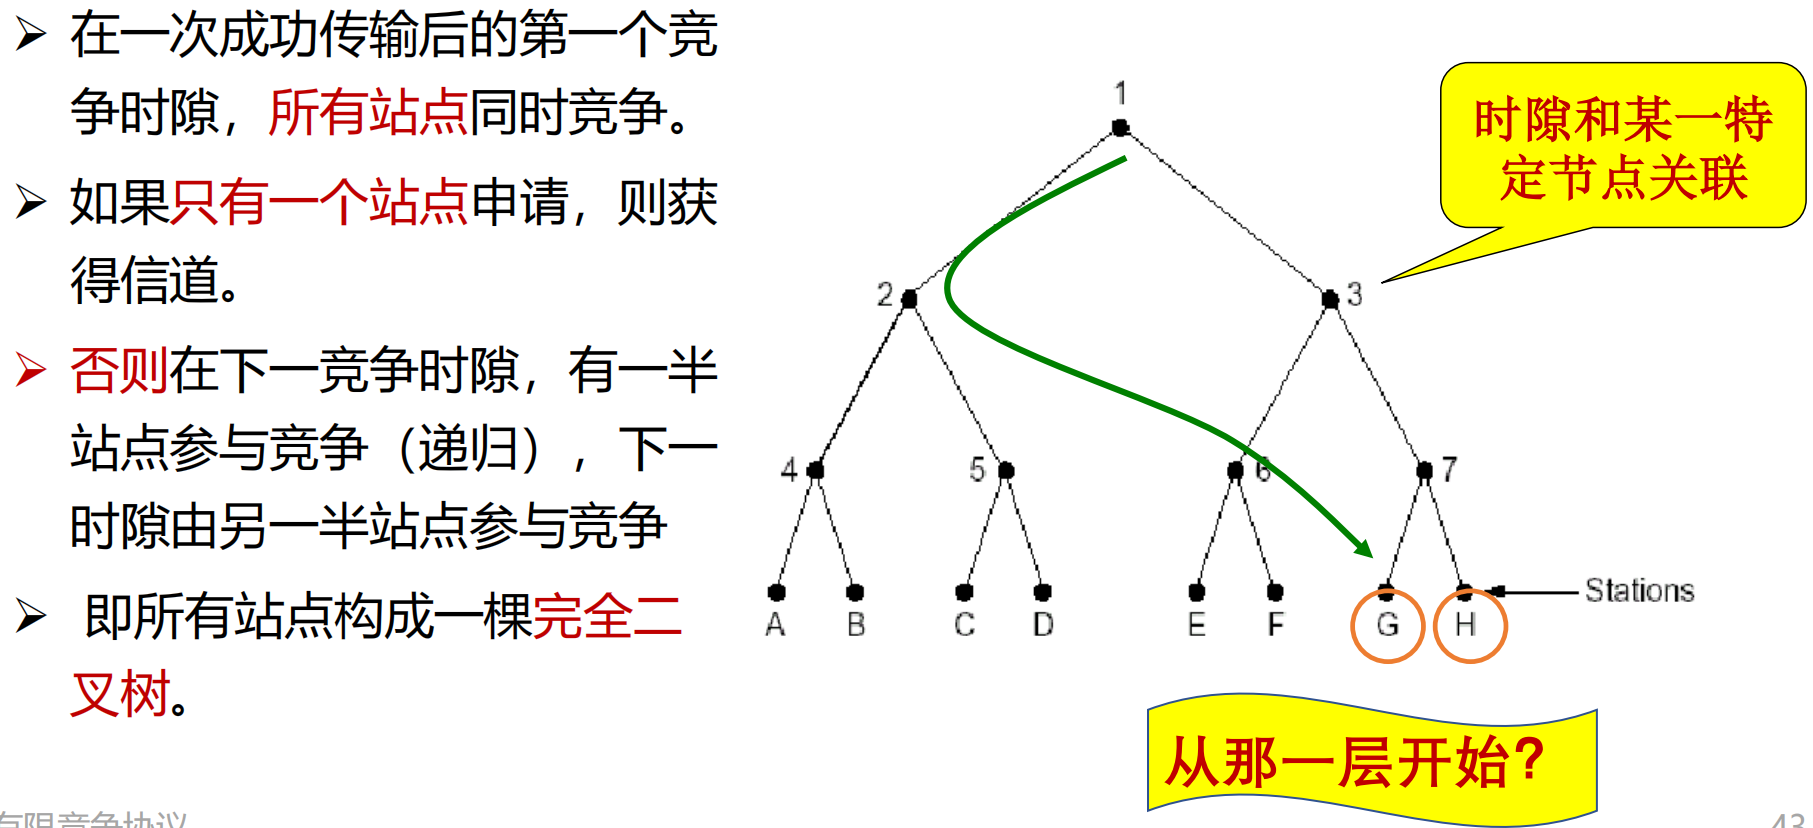 在一次成功传输后的第一个竞
争时隙，所有站点同时竞争。
如果只有一个站点申请，则获
得信道。
否则在下一竞争时隙，有一半
站点参与竞争（递归），下一
时隙由另一半站点参与竞争
即所有站点构成一棵完全二
叉树。
时隙和某一特
定节点关联
1
2
3
4
5
6
7
A
B
C
D
E
F
G
H
Stations
从那一层开始?
有限竞争协议
43